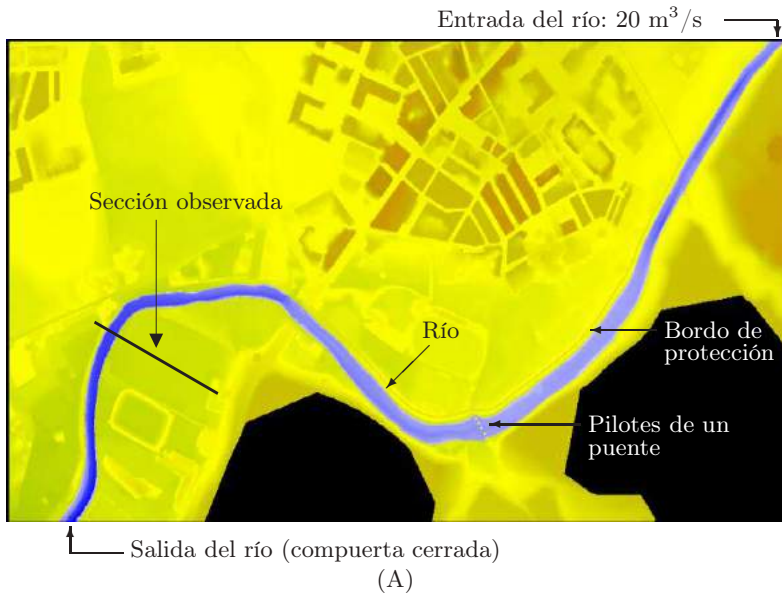 Entrada del río: 20 m³/s
Sección observada
Río
Bordo de
protección
Pilotes de un
puente
Salida del río (compuerta cerrada)
(A)